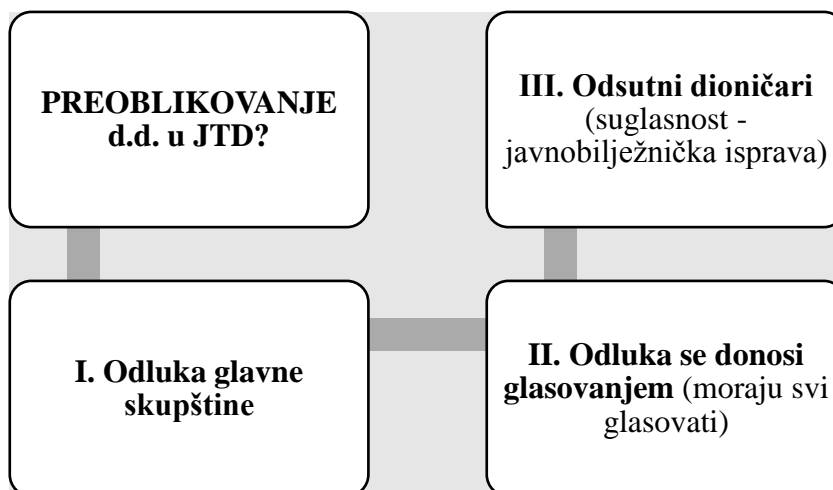 PREOBLIKOVANJE
d.d. u JTD?
I. Odluka glavne
skupštine
II. Odluka se donosi
glasovanjem (moraju svi
glasovati)
III. Odsutni dioničari
(suglasnost -
javnobilježnička isprava)